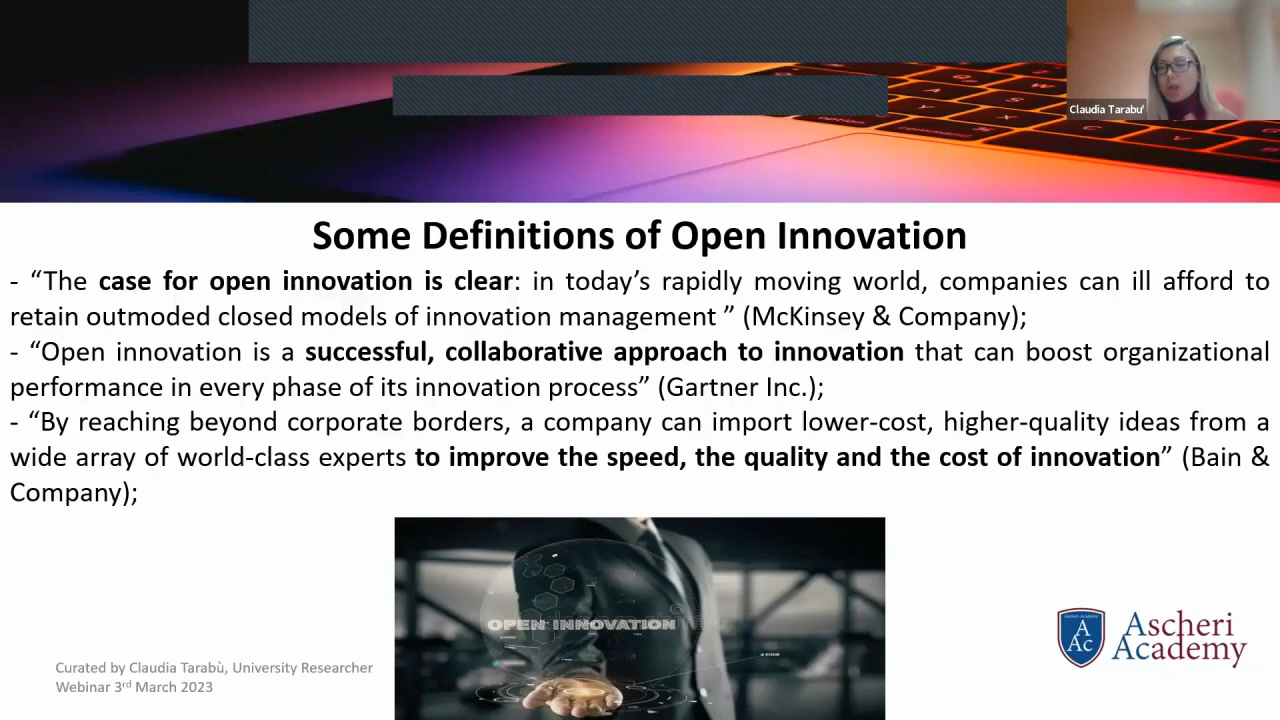 Claudia Tarabu'
Some Definitions of Open Innovation
- “The case for open innovation is clear: in today’s rapidly moving world, companies can ill afford to
retain outmoded closed models of innovation management ” (McKinsey & Company);
- “Open innovation is a successful, collaborative approach to innovation that can boost organizational
performance in every phase of its innovation process” (Gartner Inc.);
- “By reaching beyond corporate borders, a company can import lower-cost, higher-quality ideas from a
wide array of world-class experts to improve the speed, the quality and the cost of innovation” (Bain &
Company);
OPEN INNOVATION
A
Ac
Ascheri
Academy
Curated by Claudia Tarabù, University Researcher
Webinar 3rd March 2023